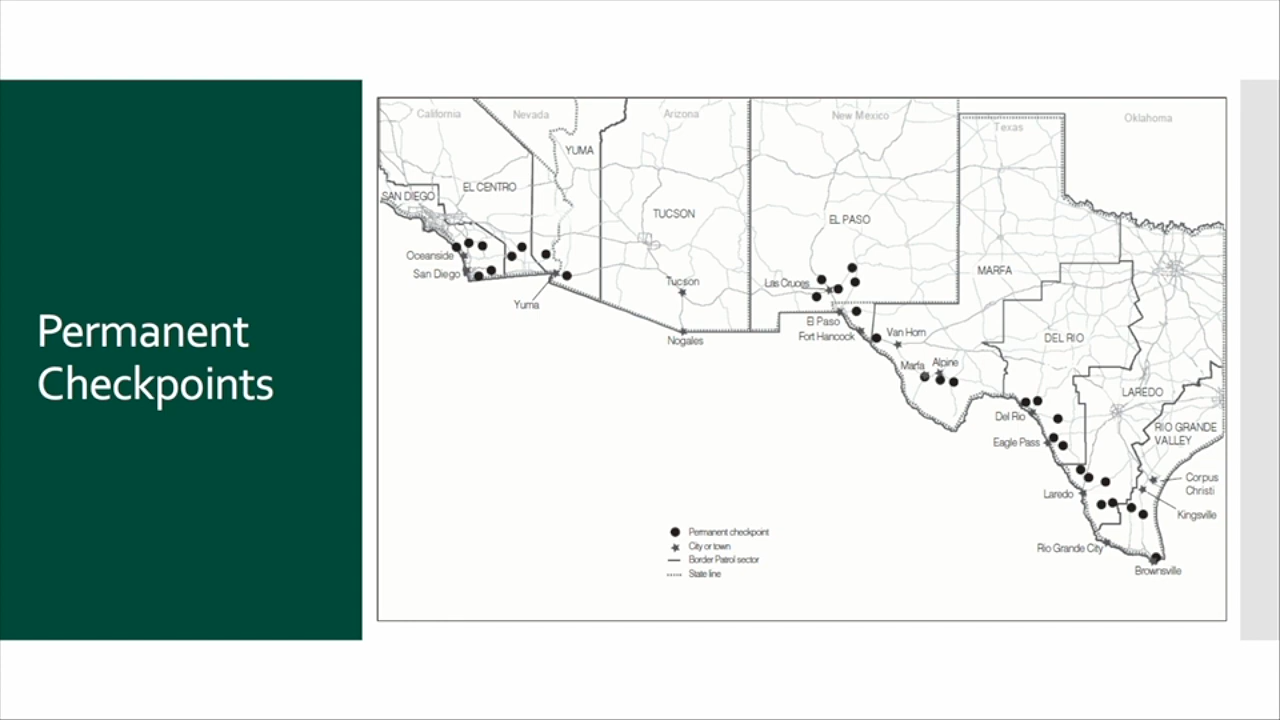 Permanent
Checkpoints
California
Nevada
Arizona
New Mexico
Texas
Oklahoma
YUMA
SAN DIEGO
EL CENTRO
TUCSON
EL PASO
MARFA
DEL RIO
LAREDO
RIO GRANDE
VALLEY
Oceanside
San Diego
Yuma
Tucson
Nogales
Las Cruces
El Paso
Fort Hancock
Van Horn
Marfa
Alpine
Del Rio
Eagle Pass
Laredo
Corpus
Christi
Kingsville
Rio Grande City
Brownsville
Permanent checkpoint
City or town
Border Patrol sector
State line